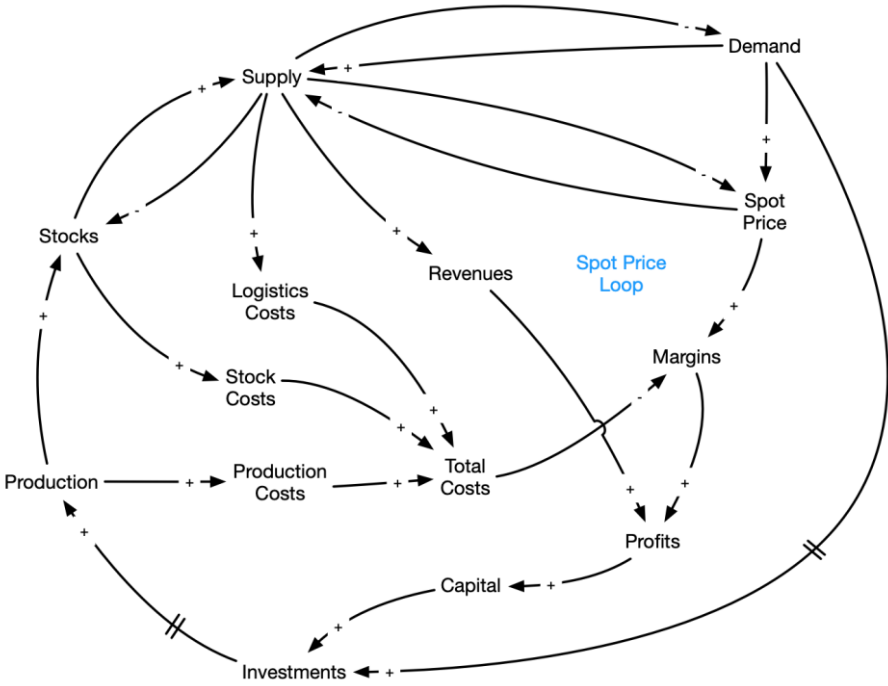 Demand
Supply
Spot
Price
Stocks
Spot Price
Loop
Revenues
Logistics
Costs
Margins
Stock
Costs
Production
Production
Costs
Total
Costs
Profits
Capital
Investments
-
+
+
-
+
-
-
+
+
+
+
+
+
-
+
+
+
+
+
+
+
+
+